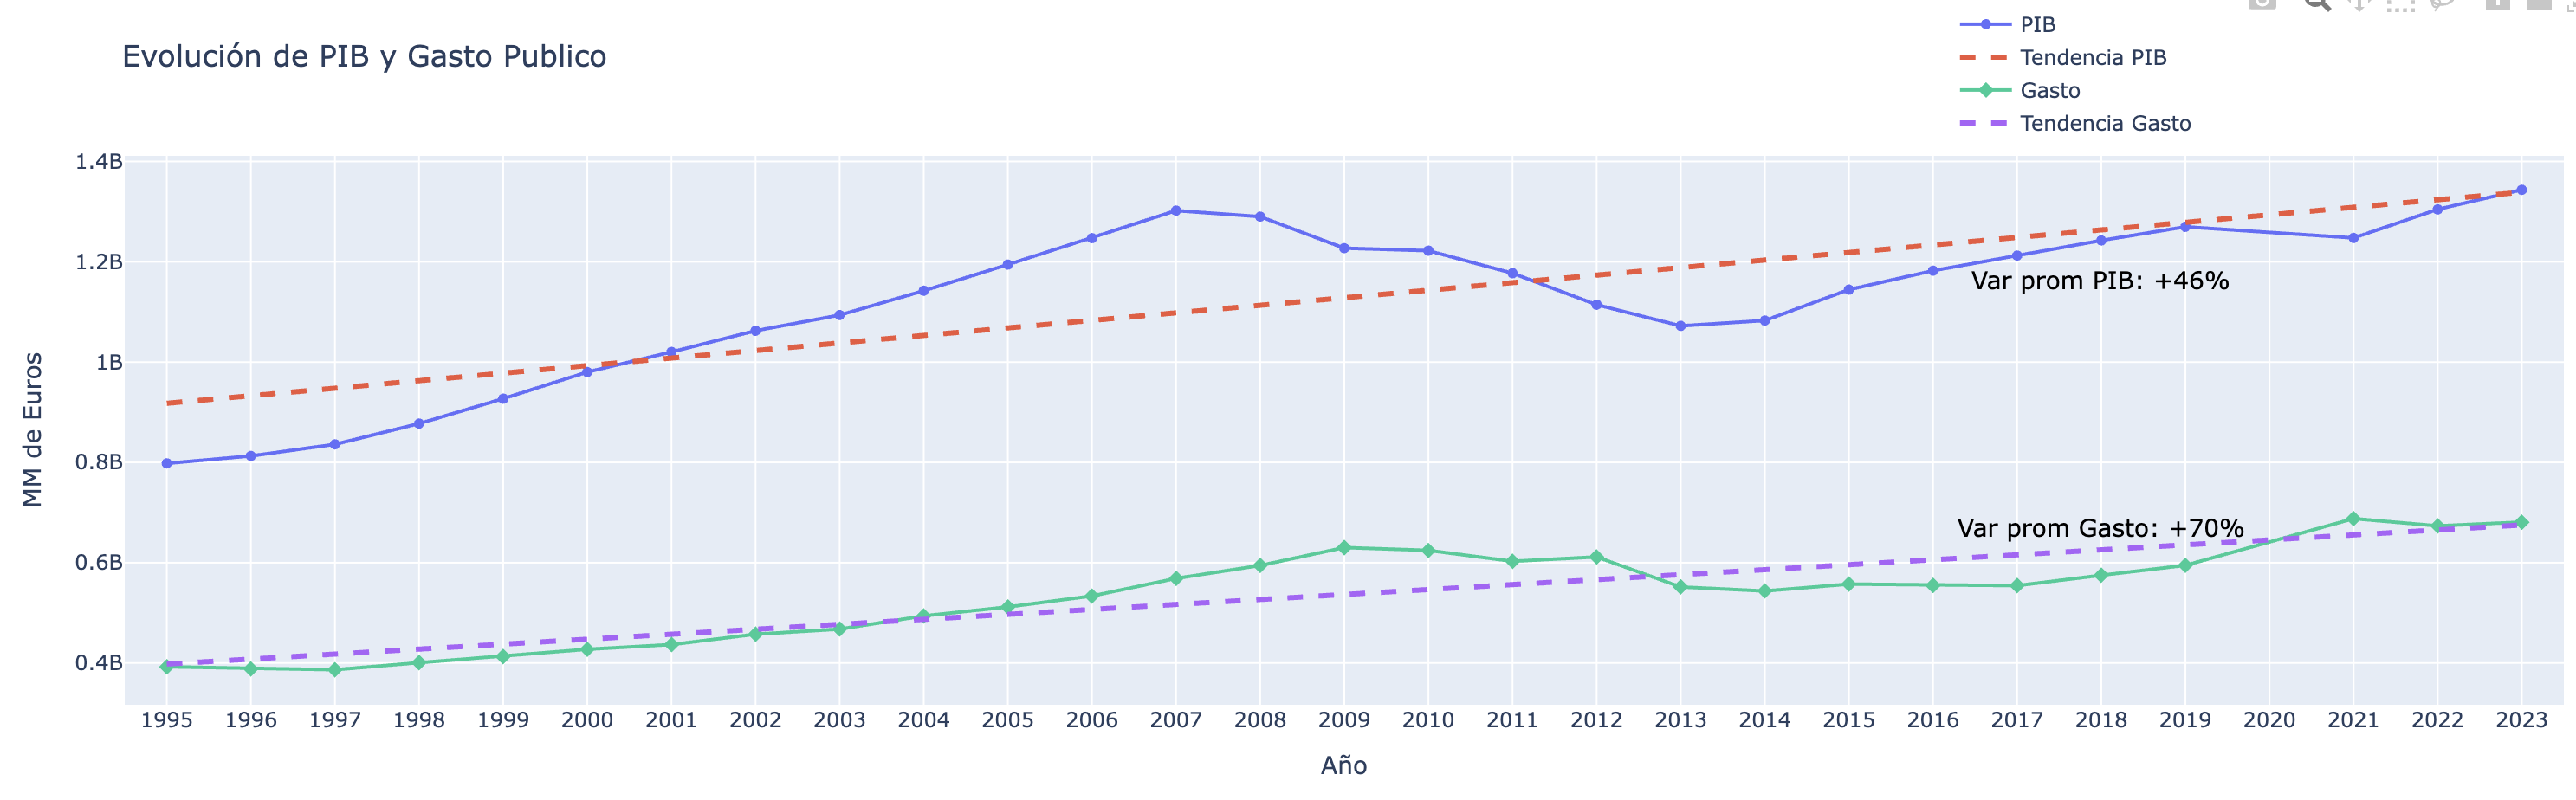 Evolución de PIB y Gasto Publico
PIB
Tendencia PIB
Gasto
Tendencia Gasto
1.4B
1.2B
1B
0.8B
0.6B
0.4B
MM de Euros
Var prom PIB: +46%
Var prom Gasto: +70%
1995 1996 1997 1998 1999 2000 2001 2002 2003 2004 2005 2006 2007 2008 2009 2010 2011 2012 2013 2014 2015 2016 2017 2018 2019 2020 2021 2022 2023
Año